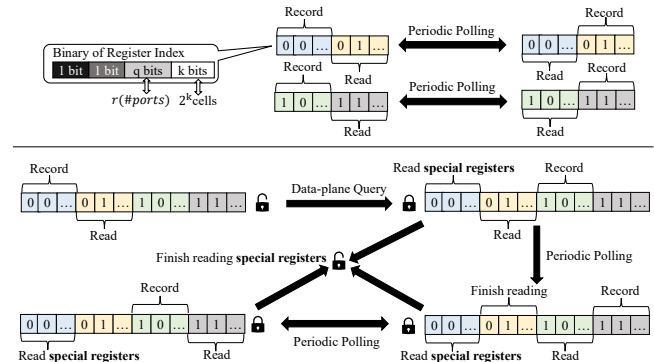 Record
Record
Periodic Polling
Binary of Register Index
0 0 ... 0 1 ...
0 0 ... 0 1 ...
1 bit 1 bit q bits k bits
Read
Read
Record
Record
r(#ports) 2^k cells
Periodic Polling
1 0 ... 1 1 ...
1 0 ... 1 1 ...
Read
Read
Record
Read special registers
Record
Data-plane Query
0 0 ... 0 1 ... 1 0 ... 1 1 ...
0 0 ... 0 1 ... 1 0 ... 1 1 ...
Read
Read
Finish reading special registers
Periodic Polling
Record
Finish reading
Record
0 0 ... 0 1 ... 1 0 ... 1 1 ...
0 0 ... 0 1 ... 1 0 ... 1 1 ...
Periodic Polling
Read special registers
Read
Read special registers
Read